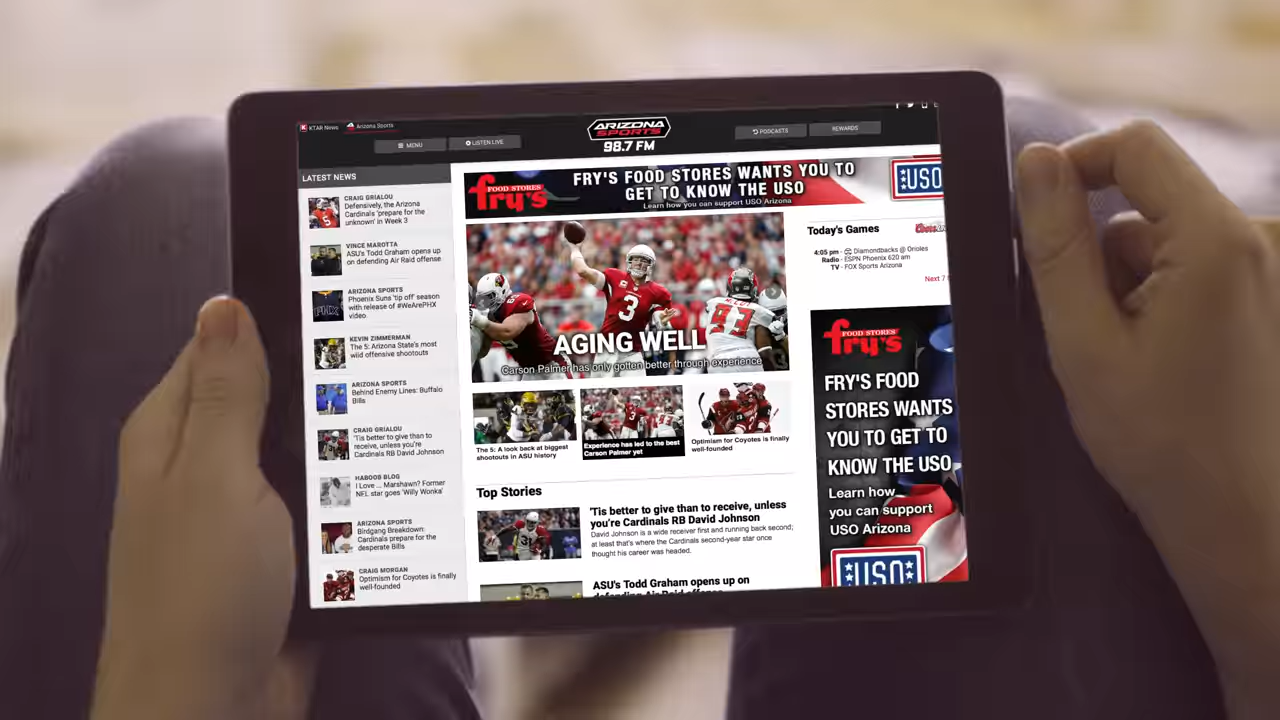 KTAR News
Arizona Sports
MENU
LISTEN LIVE
ARIZONA
SPORTS
98.7 FM
PODCASTS
REWARDS
LATEST NEWS
CRAIG GRIALOU
Defensively, the Arizona
Cardinals 'prepare for the
unknown' in Week 3
VINCE MAROTTA
ASU's Todd Graham opens up
on defending Air Raid offense
ARIZONA SPORTS
Phoenix Suns 'tip off' season
with release of #WeArePHX
video
KEVIN ZIMMERMAN
The 5: Arizona State's most
wild offensive shootouts
ARIZONA SPORTS
Behind Enemy Lines: Buffalo
Bills
CRAIG GRIALOU
'Tis better to give than to
receive, unless you're
Cardinals RB David Johnson
HABOOB BLOG
I Love ... Marshawn? Former
NFL star goes 'Willy Wonka'
ARIZONA SPORTS
Birdgang Breakdown:
Cardinals prepare for the
desperate Bills
CRAIG MORGAN
Optimism for Coyotes is finally
well-founded
FOOD STORES
fry's
FRY'S FOOD STORES WANTS YOU TO
GET TO KNOW THE USO
Learn how you can support USO Arizona
USO
3
93
AGING WELL
Carson Palmer has only gotten better through experience
The 5: A look back at biggest
shootouts in ASU history
Experience has led to the best
Carson Palmer yet
Optimism for Coyotes is finally
well-founded
Top Stories
'Tis better to give than to receive, unless
you're Cardinals RB David Johnson
David Johnson is a wide receiver first and running back second;
at least that's where the Cardinals second-year star once
thought his career was headed.
ASU's Todd Graham opens up on
defending Air Raid offense
Today's Games
4:05 pm - Diamondbacks @ Orioles
Radio - ESPN Phoenix 620 am
TV - FOX Sports Arizona
Next 7
FOOD STORES
fry's
FRY'S FOOD
STORES WANTS
YOU TO GET TO
KNOW THE USO
Learn how
you can support
USO Arizona
USO